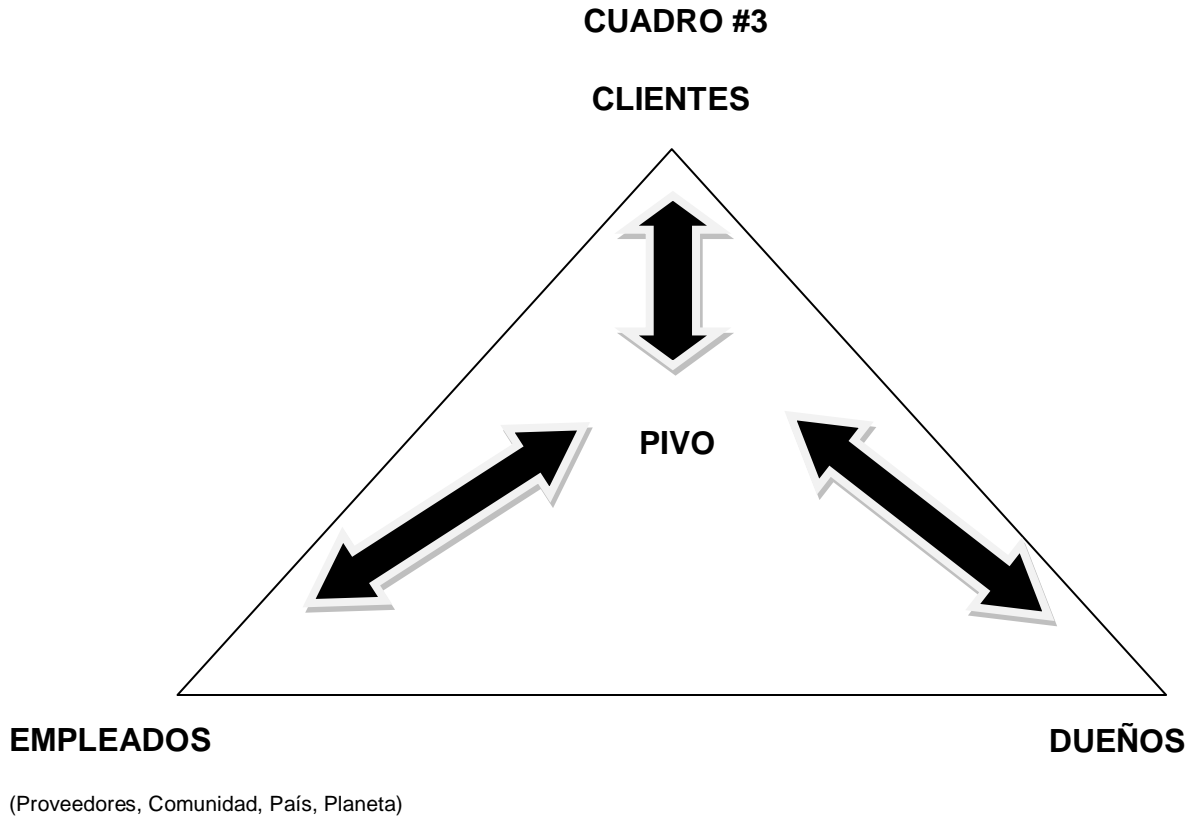 CUADRO #3
CLIENTES
PIVO
EMPLEADOS
DUEÑOS
(Proveedores, Comunidad, País, Planeta)